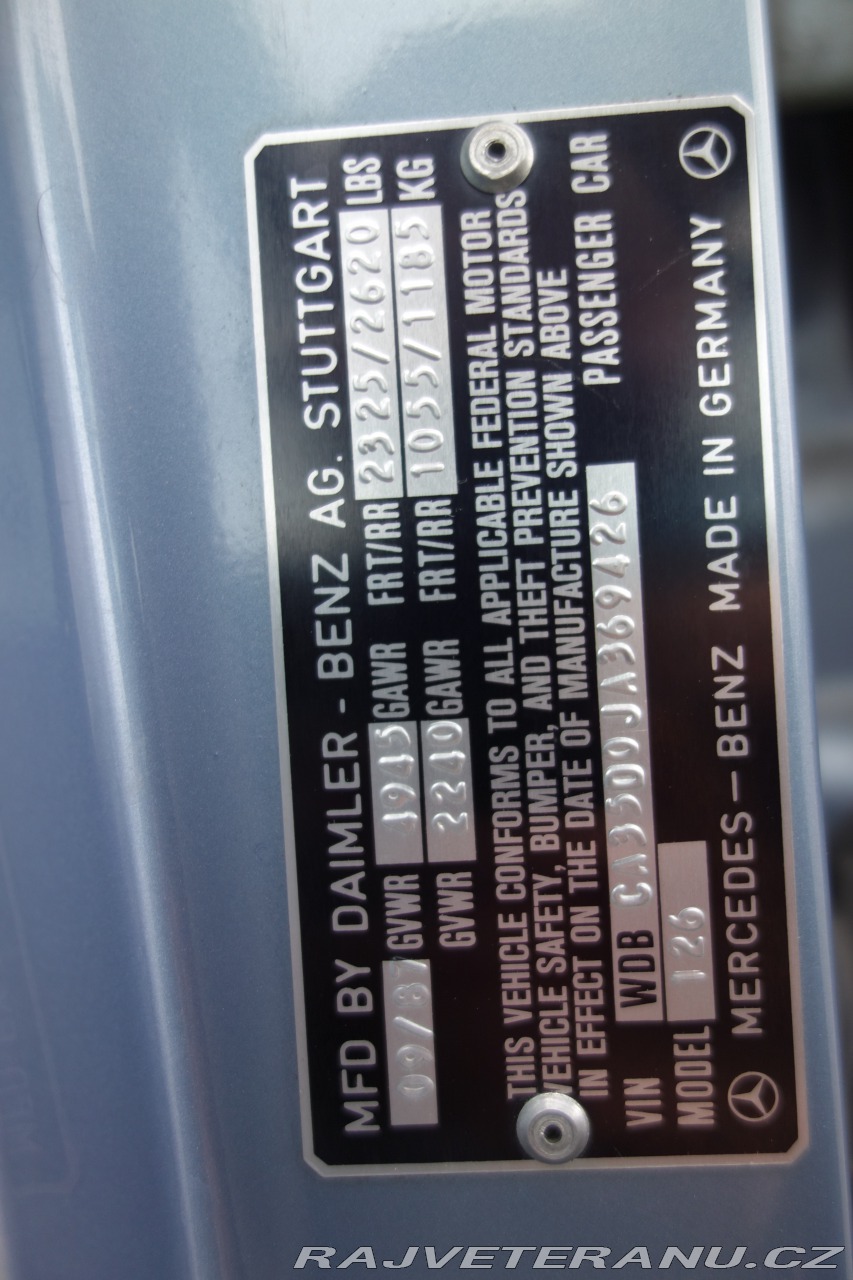 MFD BY DAIMLER - BENZ AG. STUTTGART
09/87 GVWR 4945 GAWR FRT/RR 2325/2620 LBS
GVWR 2240 GAWR FRT/RR 1055/1185 KG
THIS VEHICLE CONFORMS TO ALL APPLICABLE FEDERAL MOTOR
VEHICLE SAFETY, BUMPER, AND THEFT PREVENTION STANDARDS
IN EFFECT ON THE DATE OF MANUFACTURE SHOWN ABOVE
VIN WDB CA35D0JA369426 PASSENGER CAR
MODEL 126
MERCEDES - BENZ MADE IN GERMANY
RAJVETERANU.CZ